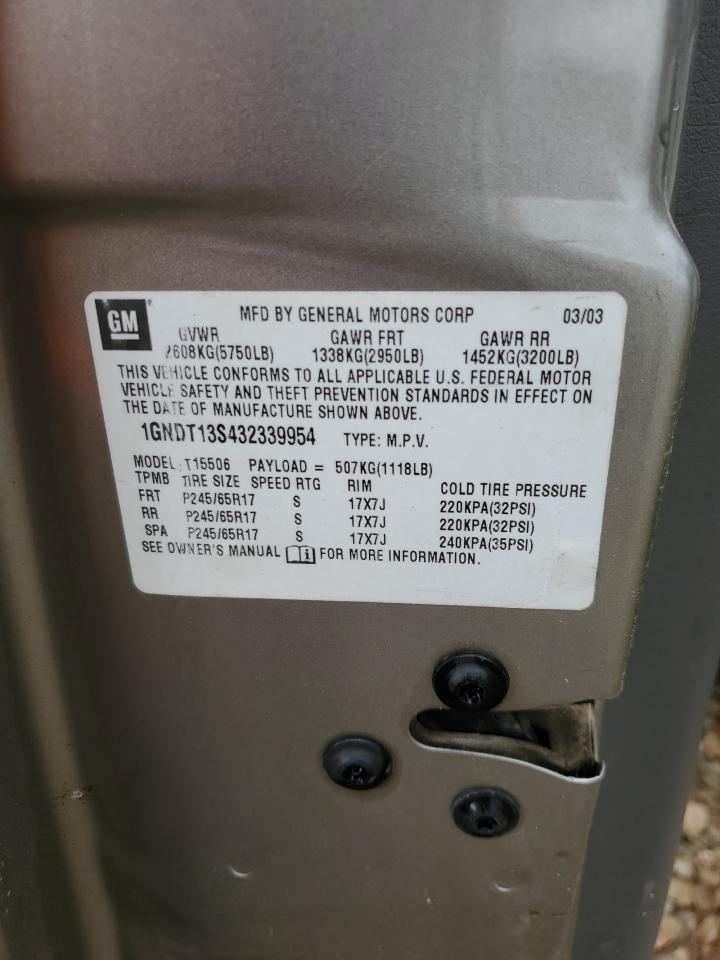 GM
MFD BY GENERAL MOTORS CORP 03/03
GVWR GAWR FRT GAWR RR
2608KG(5750LB) 1338KG(2950LB) 1452KG(3200LB)
THIS VEHICLE CONFORMS TO ALL APPLICABLE U.S. FEDERAL MOTOR
VEHICLE SAFETY AND THEFT PREVENTION STANDARDS IN EFFECT ON
THE DATE OF MANUFACTURE SHOWN ABOVE.
1GNDT13S432339954 TYPE: M.P.V.
MODEL: T15506 PAYLOAD = 507KG(1118LB)
TPMB TIRE SIZE SPEED RTG RIM COLD TIRE PRESSURE
FRT P245/65R17 S 17X7J 220KPA(32PSI)
RR P245/65R17 S 17X7J 220KPA(32PSI)
SPA P245/65R17 S 17X7J 240KPA(35PSI)
SEE OWNER'S MANUAL i FOR MORE INFORMATION.